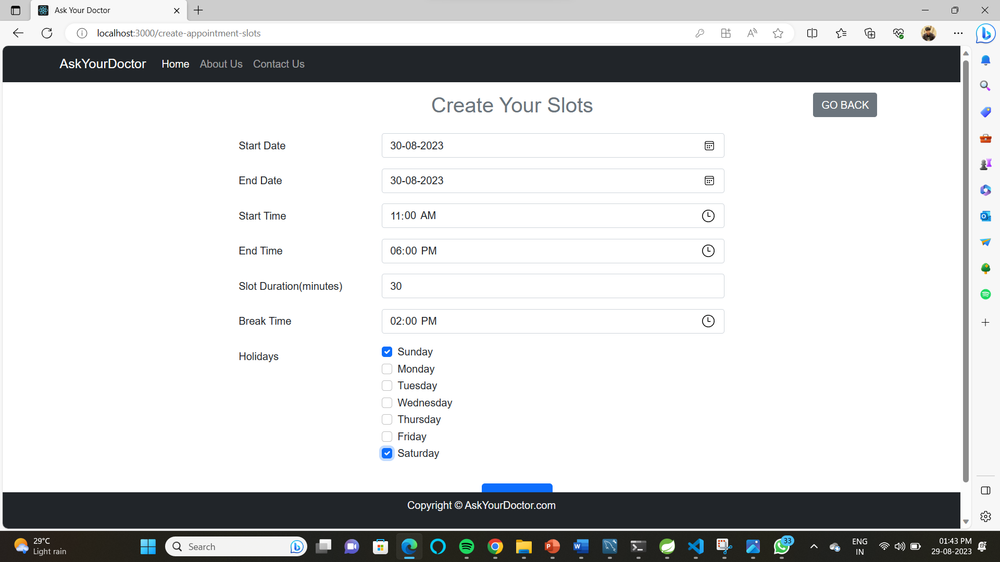 Ask Your Doctor
localhost:3000/create-appointment-slots
AskYourDoctor Home About Us Contact Us
Create Your Slots GO BACK
Start Date 30-08-2023
End Date 30-08-2023
Start Time 11:00 AM
End Time 06:00 PM
Slot Duration(minutes) 30
Break Time 02:00 PM
Holidays
Sunday
Monday
Tuesday
Wednesday
Thursday
Friday
Saturday
Copyright © AskYourDoctor.com
29°C
Light rain
Search
33
ENG
IN
01:43 PM
29-08-2023